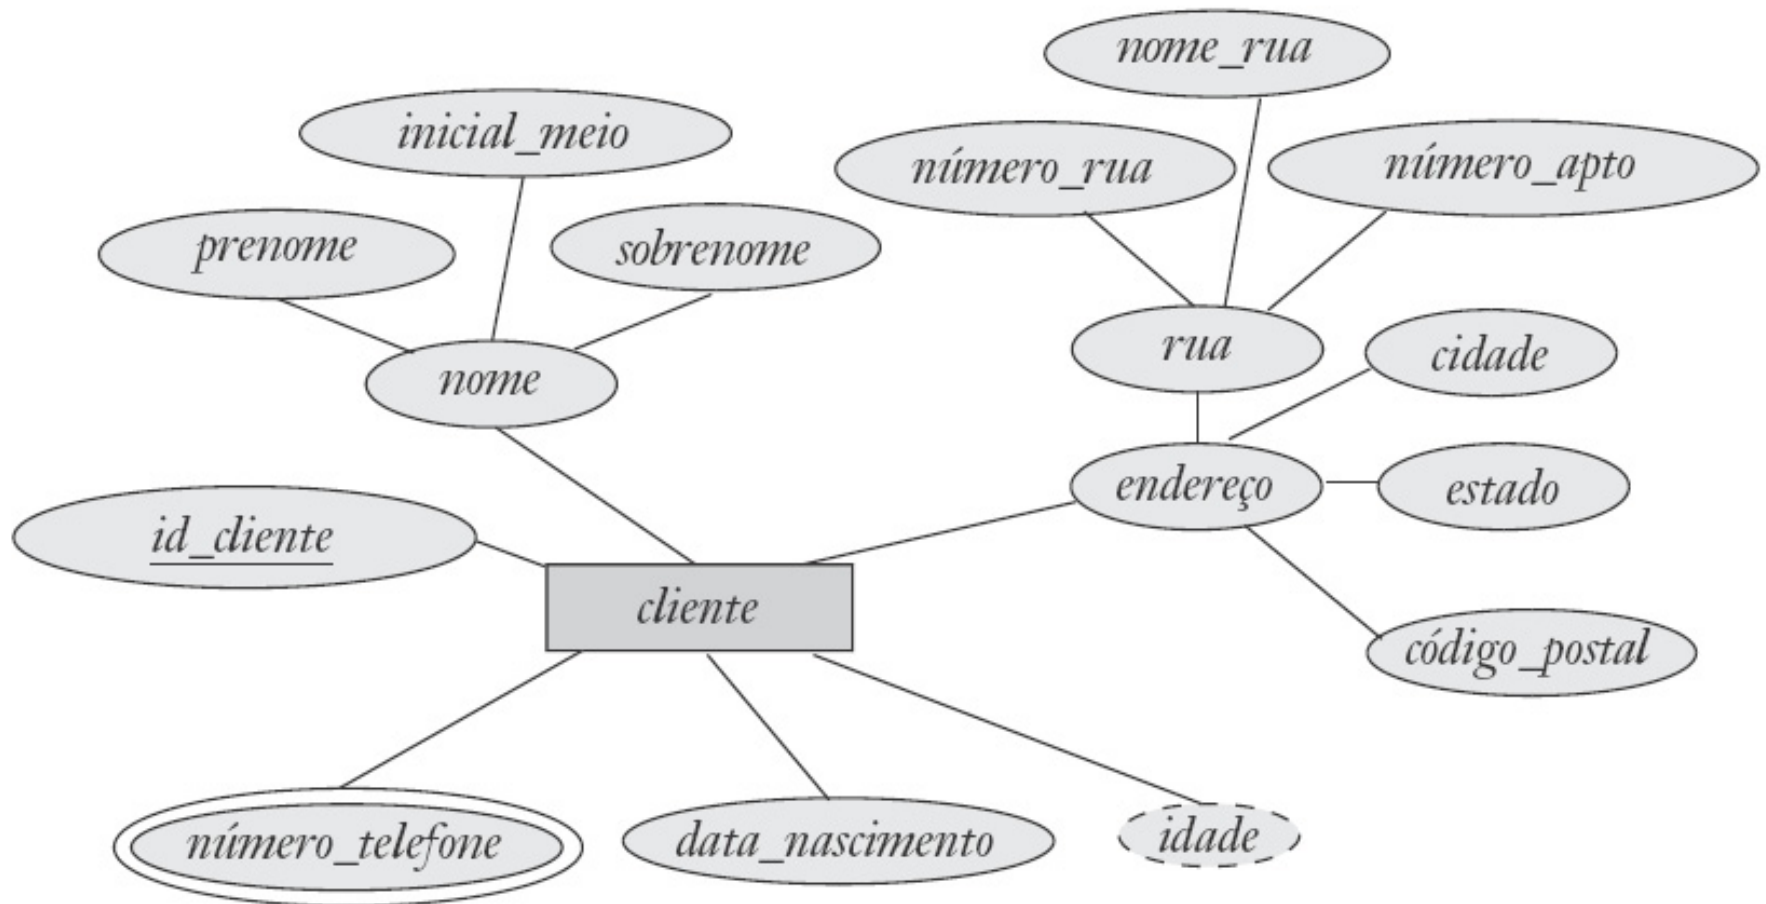 nome_rua
inicial_meio
número_rua
número_apto
prenome
sobrenome
rua
cidade
nome
endereço
estado
id_cliente
cliente
código_postal
número_telefone
data_nascimento
idade